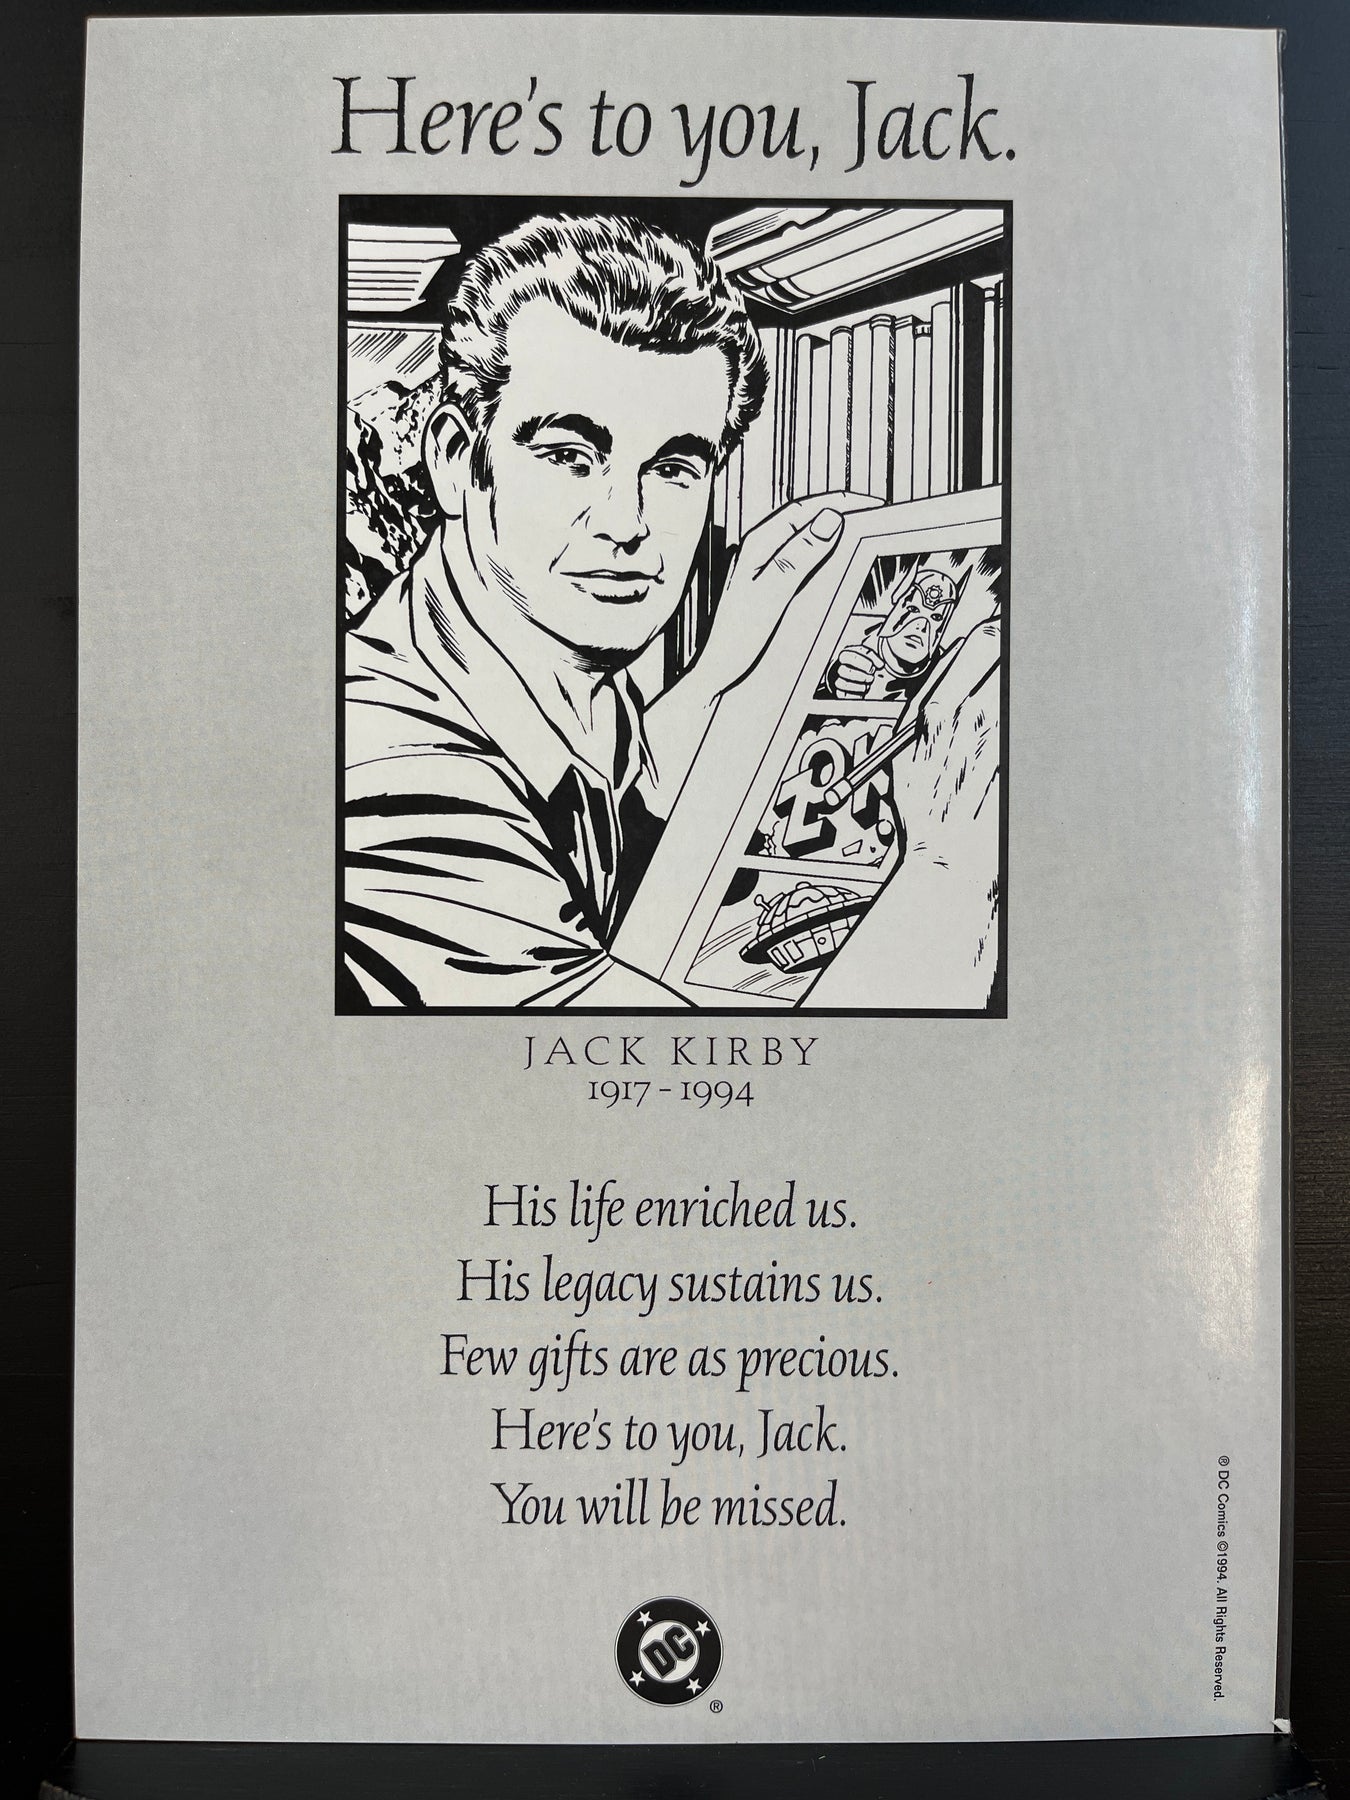 Here's to you, Jack.
JACK KIRBY
1917 - 1994
His life enriched us.
His legacy sustains us.
Few gifts are as precious.
Here's to you, Jack.
You will be missed.
DC
®
® DC Comics ©1994. All Rights Reserved.